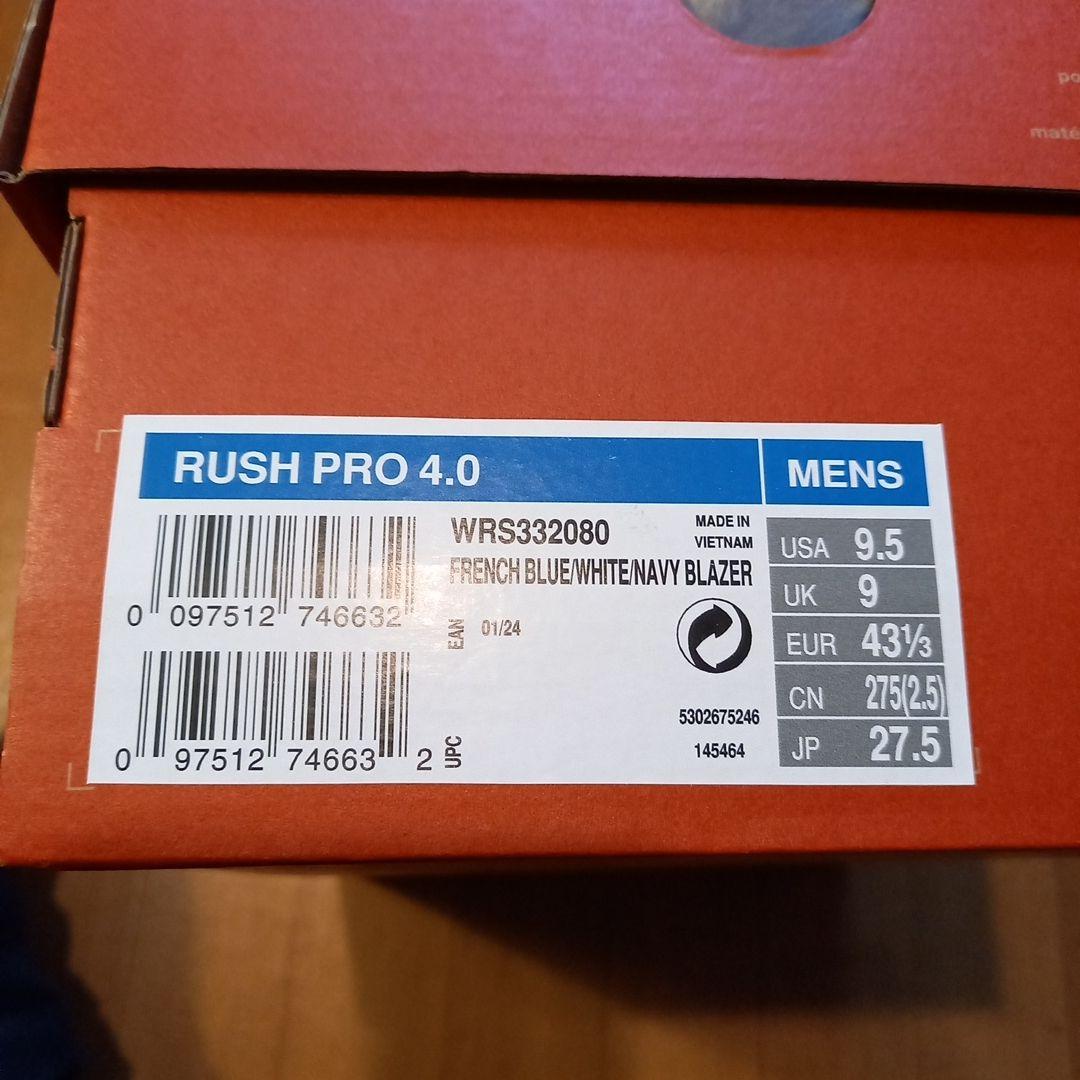 RUSH PRO 4.0
MENS
WRS332080
FRENCH BLUE/WHITE/NAVY BLAZER
MADE IN
VIETNAM
0 097512 746632
EAN
01/24
0 97512 74663 2
UPC
5302675246
145464
USA 9.5
UK 9
EUR 43⅓
CN 275(2.5)
JP 27.5